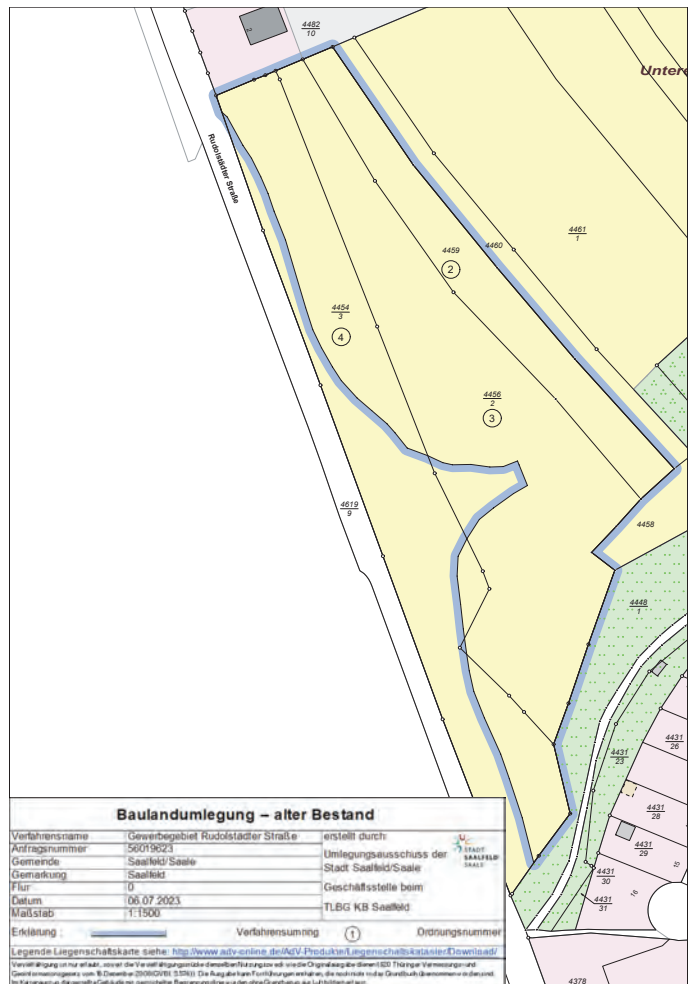 4482
10
2
Untere
Rudolstädter Straße
4461
1
4459
4460
2
4454
3
4
4456
2
3
4619
9
4458
4448
1
4431
26
4431
23
4431
28
4431
29
15
4431
30
16
4431
31
4378
Baulandumlegung – alter Bestand
Verfahrensname Gewerbegebiet Rudolstädter Straße erstellt durch:
Antragsnummer 56019623
Umlegungsausschuss der
Gemeinde Saalfeld/Saale
Stadt Saalfeld/Saale
Gemarkung Saalfeld
Flur 0 Geschäftsstelle beim
Datum 06.07.2023
TLBG KB Saalfeld
Maßstab 1:1500
STADT
SAALFELD
SAALE
Erklärung : Verfahrensumring 1 Ordnungsnummer
Legende Liegenschaftskarte siehe: http://www.adv-online.de/AdV-Produkte/Liegenschaftskataster/Download/